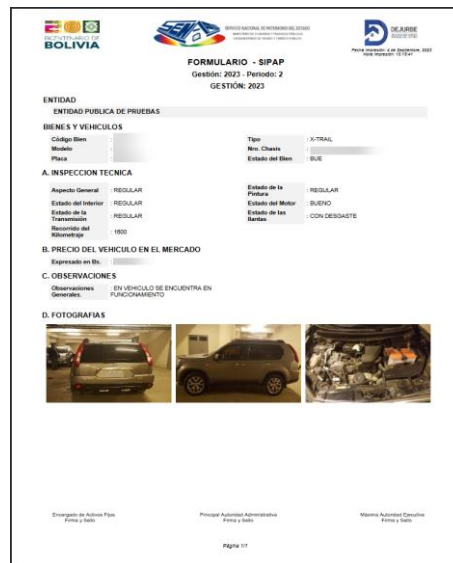 BICENTENARIO DE
BOLIVIA
SENAPE
SERVICIO NACIONAL DE PATRIMONIO DEL ESTADO
DEJURBE
Fecha Impresión: 4 de Septiembre, 2023
FORMULARIO - SIPAP
Gestión: 2023 - Periodo: 2
GESTIÓN: 2023
ENTIDAD
ENTIDAD PUBLICA DE PRUEBAS
BIENES Y VEHICULOS
Código Bien : Tipo : X-TRAIL
Modelo : Nro. Chasis :
Placa : Estado del Bien : BUE
A. INSPECCION TECNICA
Aspecto General : REGULAR Estado de la Pintura : REGULAR
Estado del Interior : REGULAR Estado del Motor : BUENO
Estado de la Transmisión : REGULAR Estado de las llantas : CON DESGASTE
Recorrido del Kilometraje : 1600
B. PRECIO DEL VEHICULO EN EL MERCADO
Expresado en Bs. :
C. OBSERVACIONES
Observaciones Generales. : EN VEHICULO SE ENCUENTRA EN FUNCIONAMIENTO
D. FOTOGRAFIAS
Encargado de Activos Fijos Principal Autoridad Administrativa Máxima Autoridad Ejecutiva
Firma y Sello Firma y Sello Firma y Sello
Página 1/1